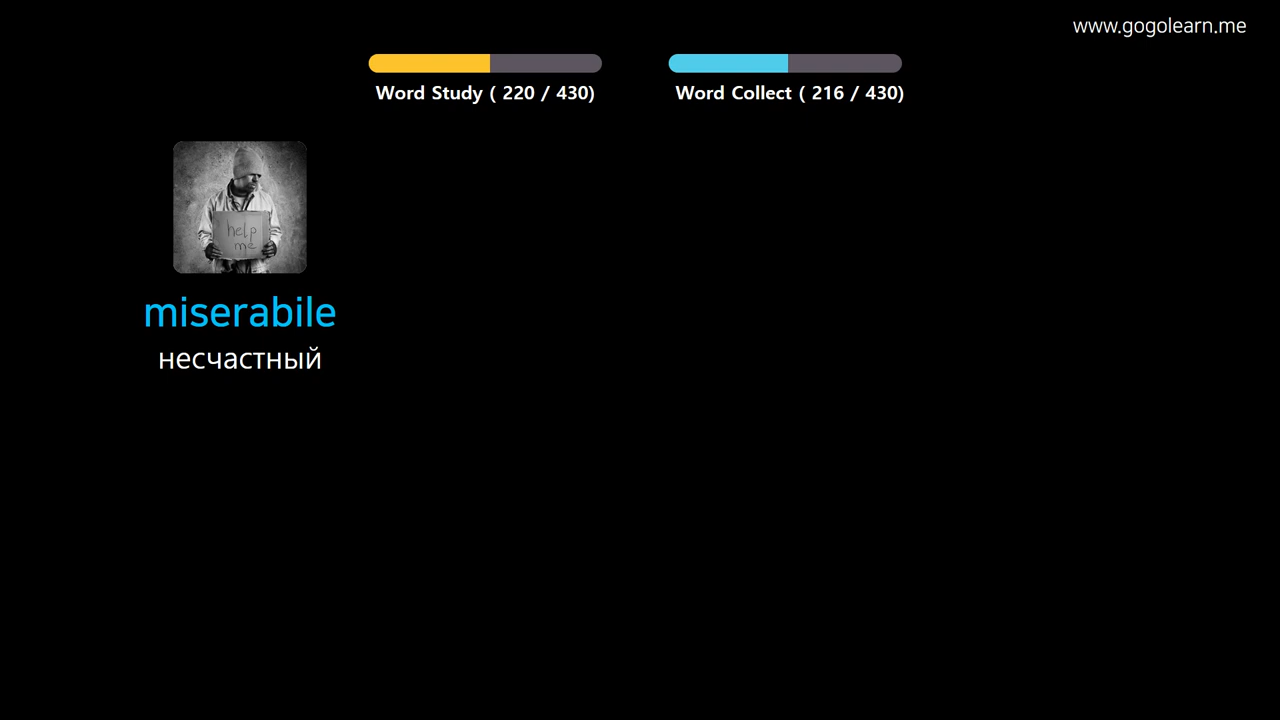 www.gogolearn.me
Word Study ( 220 / 430)
Word Collect ( 216 / 430)
help
me
miserabile
несчастный